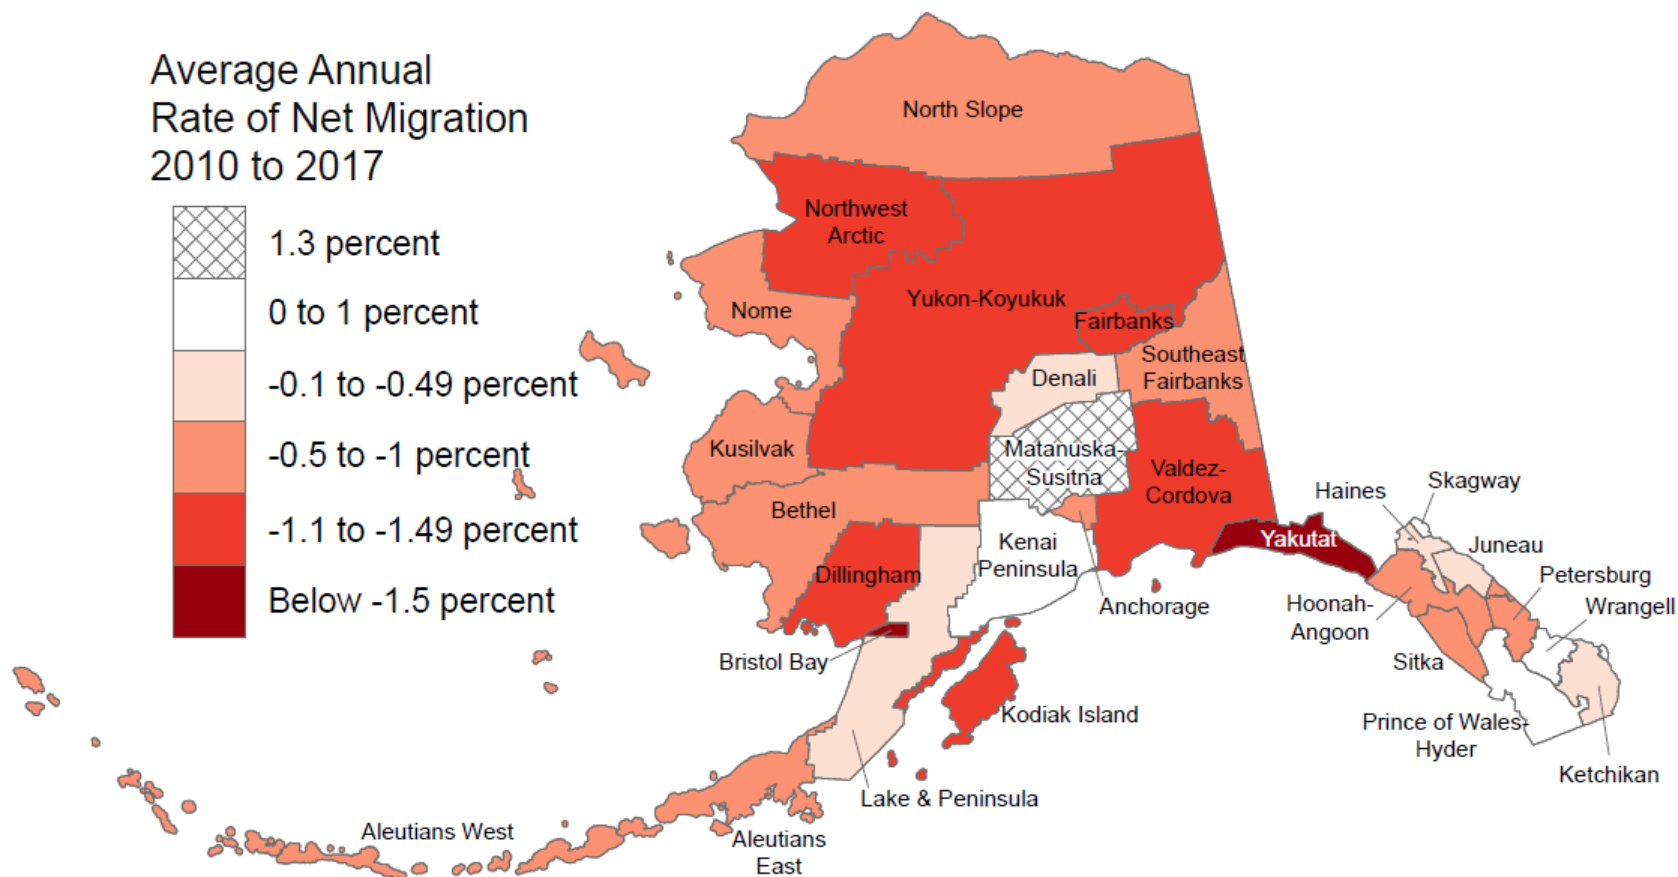 Average Annual
Rate of Net Migration
2010 to 2017
1.3 percent
0 to 1 percent
-0.1 to -0.49 percent
-0.5 to -1 percent
-1.1 to -1.49 percent
Below -1.5 percent
North Slope
Northwest
Arctic
Yukon-Koyukuk
Nome
Fairbanks
Southeast
Fairbanks
Denali
Kusilvak
Matanuska-
Susitna
Valdez-
Cordova
Bethel
Kenai
Peninsula
Dillingham
Anchorage
Bristol Bay
Kodiak Island
Lake & Peninsula
Aleutians West
Aleutians
East
Yakutat
Haines
Skagway
Juneau
Petersburg
Wrangell
Hoonah-
Angoon
Sitka
Prince of Wales-
Hyder
Ketchikan